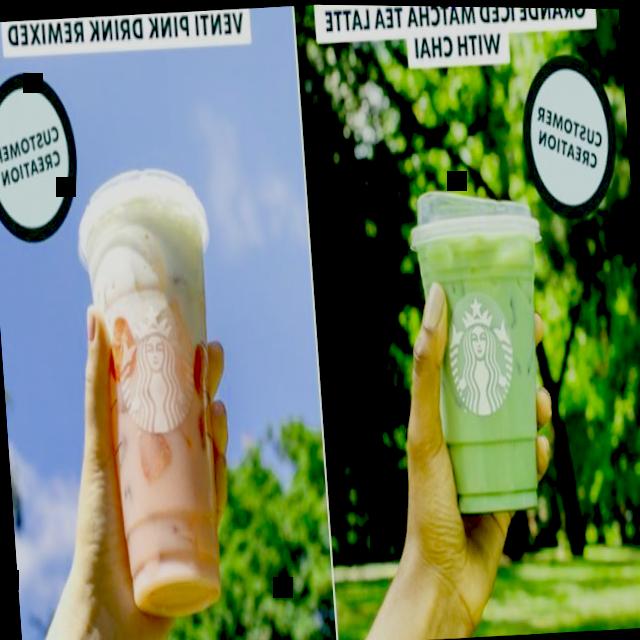 VENTI PINK DRINK REMIXED
CUSTOMER
CREATION
GRANDE ICED MATCHA TEA LATTE
WITH CHAI
CUSTOMER
CREATION